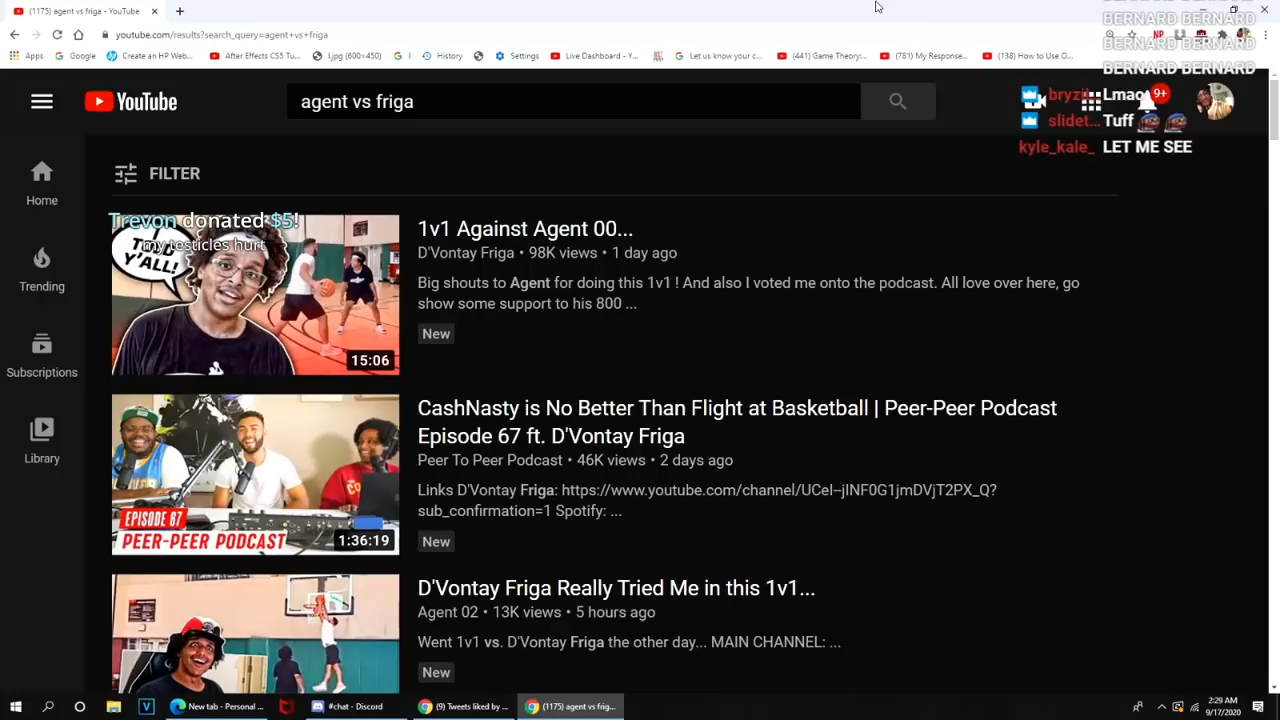 (1175) agent vs friga - YouTube
BERNARD BERNARD
BERNARD BERNARD
BERNARD BERNARD
youtube.com/results?search_query=agent+vs+friga
NP
Apps
Google
Create an HP Web...
After Effects CS5 Tu...
l.jpg (600×450)
History
Settings
Live Dashboard - Y...
Let us know your c...
(441) Game Theory:...
(781) My Response...
(138) How to Use O...
YouTube
agent vs friga
Lmao
9+
slidet... Tuff
kyle_kale_ LET ME SEE
Home
Trending
Subscriptions
Library
FILTER
Trevon donated $5!
my testicles hurt
I TOLD
Y'ALL!
15:06
1v1 Against Agent 00...
D'Vontay Friga • 98K views • 1 day ago
Big shouts to Agent for doing this 1v1 ! And also I voted me onto the podcast. All love over here, go
show some support to his 800 ...
New
EPISODE 67
PEER-PEER PODCAST
1:36:19
CashNasty is No Better Than Flight at Basketball | Peer-Peer Podcast
Episode 67 ft. D'Vontay Friga
Peer To Peer Podcast • 46K views • 2 days ago
Links D'Vontay Friga: https://www.youtube.com/channel/UCeI--jINF0G1jmDVjT2PX_Q?
sub_confirmation=1 Spotify: ...
New
D'Vontay Friga Really Tried Me in this 1v1...
Agent 02 • 13K views • 5 hours ago
Went 1v1 vs. D'Vontay Friga the other day... MAIN CHANNEL: ...
New
New tab - Personal ...
#chat - Discord
(9) Tweets liked by ...
(1175) agent vs frig...
2:29 AM
9/17/2020